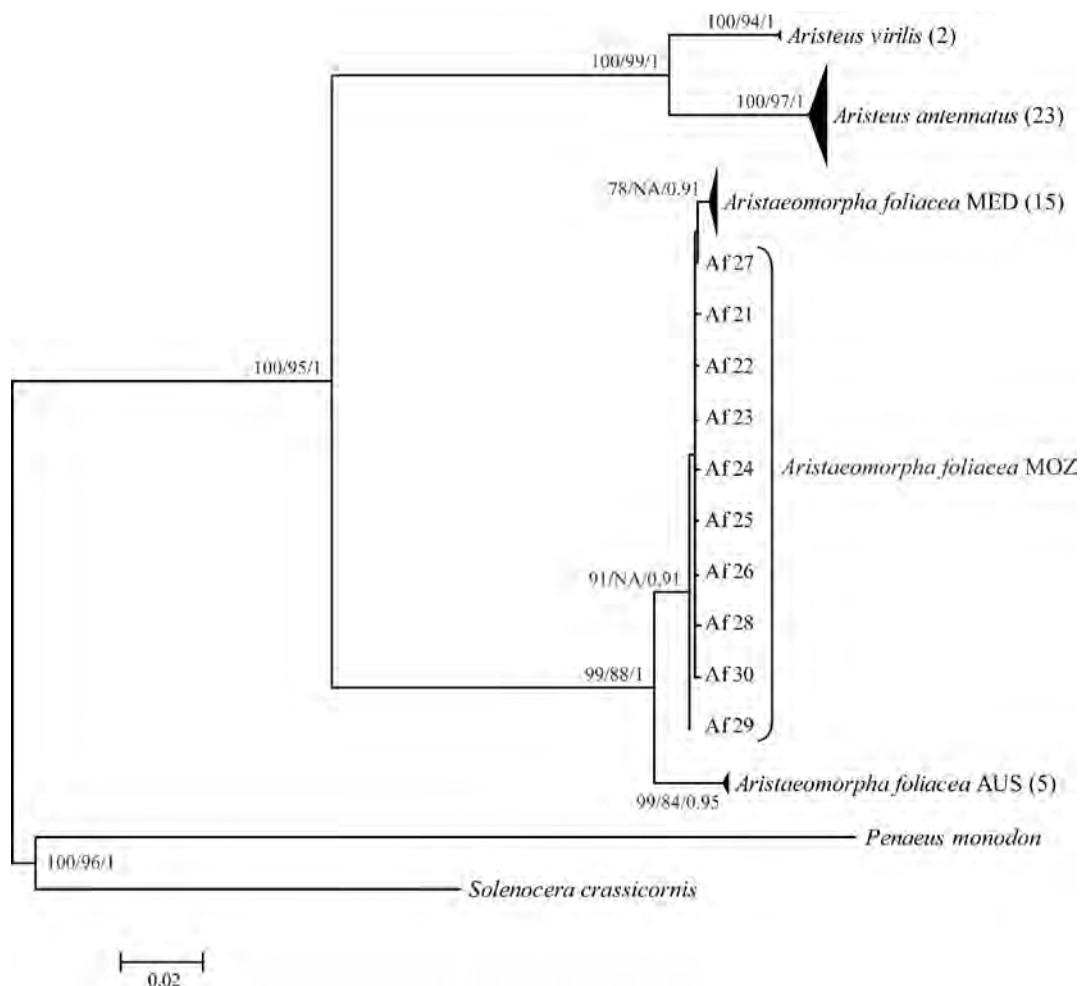 100/94/1
Aristeus virilis (2)
100/99/1
100/97/1
Aristeus antennatus (23)
78/NA/0.91
Aristaeomorpha foliacea MED (15)
Af 27
Af 21
Af 22
100/95/1
Af 23
Af 24
Aristaeomorpha foliacea MOZ
Af 25
Af 26
91/NA/0.91
Af 28
Af 30
99/88/1
Af 29
Aristaeomorpha foliacea AUS (5)
99/84/0.95
Penaeus monodon
100/96/1
Solenocera crassicornis
0.02